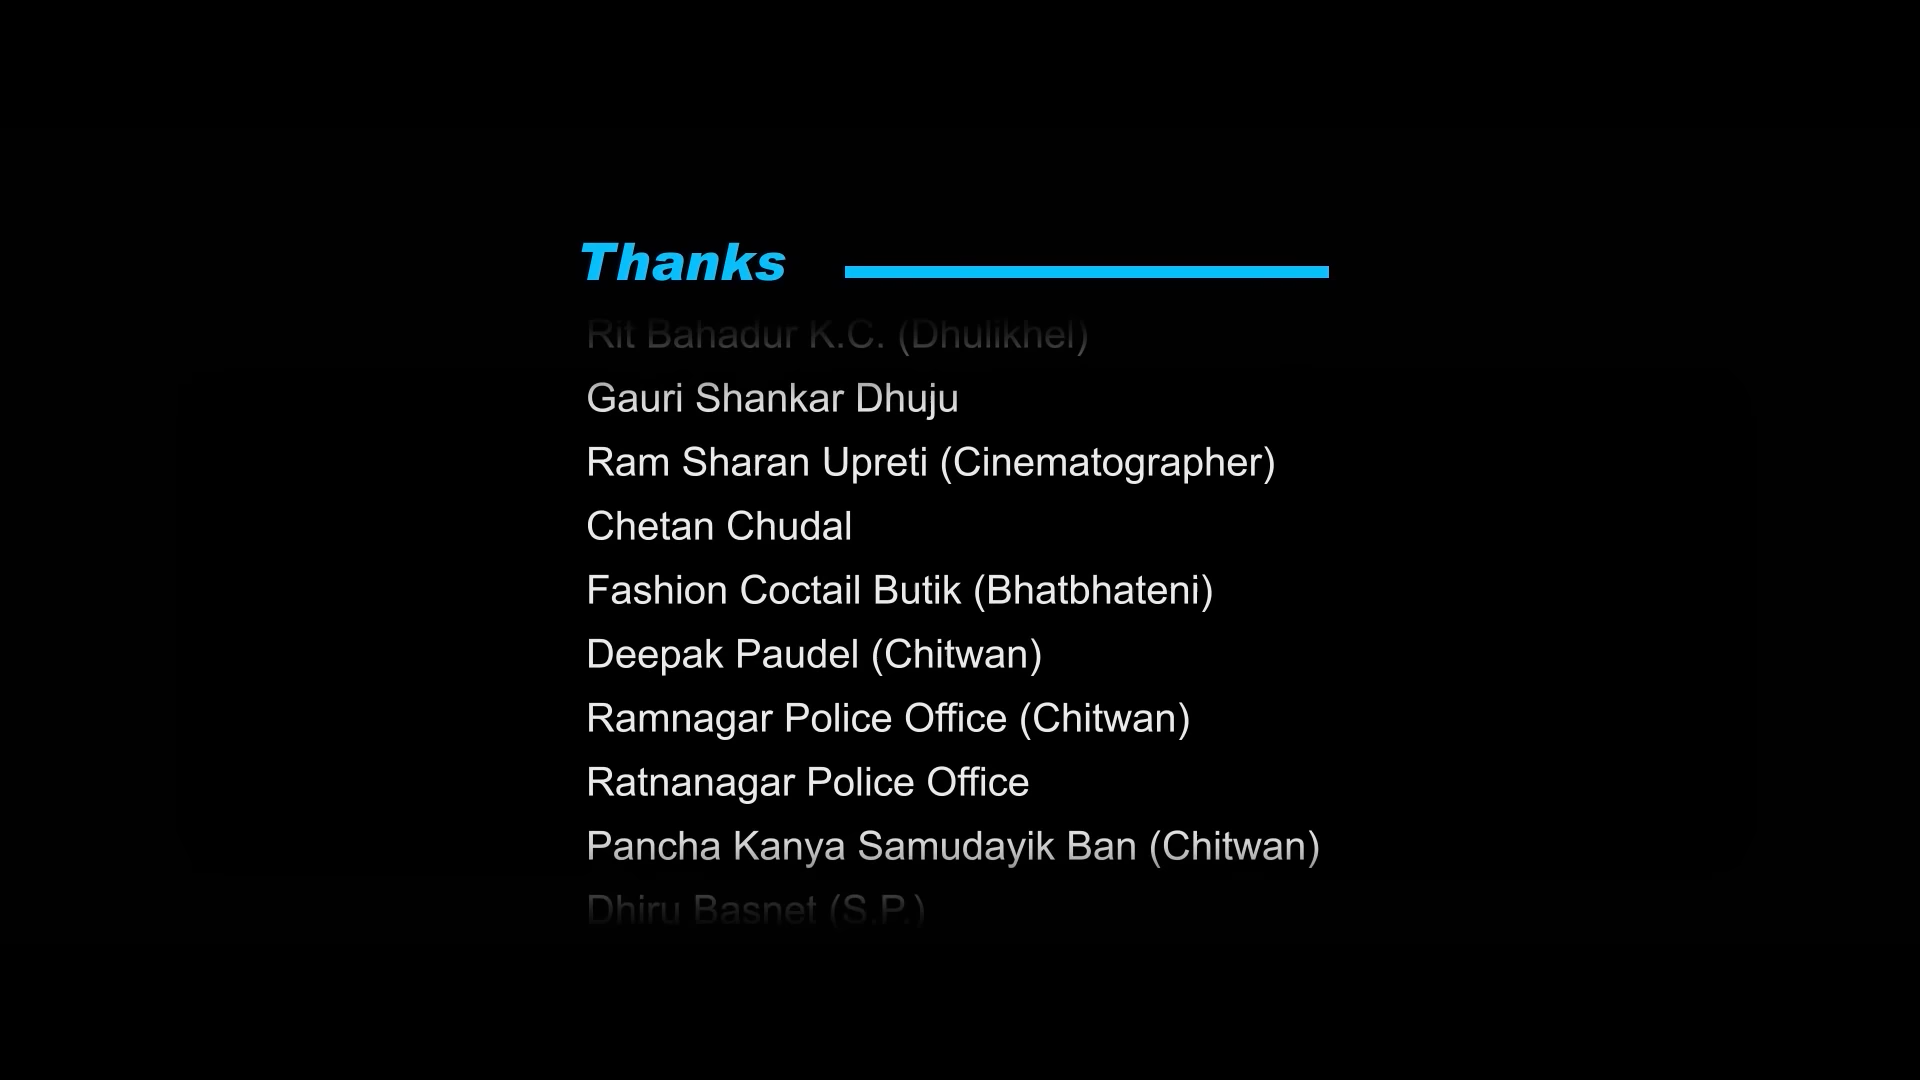 Thanks
Rit Bahadur K.C. (Dhulikhel)
Gauri Shankar Dhuju
Ram Sharan Upreti (Cinematographer)
Chetan Chudal
Fashion Coctail Butik (Bhatbhateni)
Deepak Paudel (Chitwan)
Ramnagar Police Office (Chitwan)
Ratnanagar Police Office
Pancha Kanya Samudayik Ban (Chitwan)
Dhiru Basnet (S.P.)